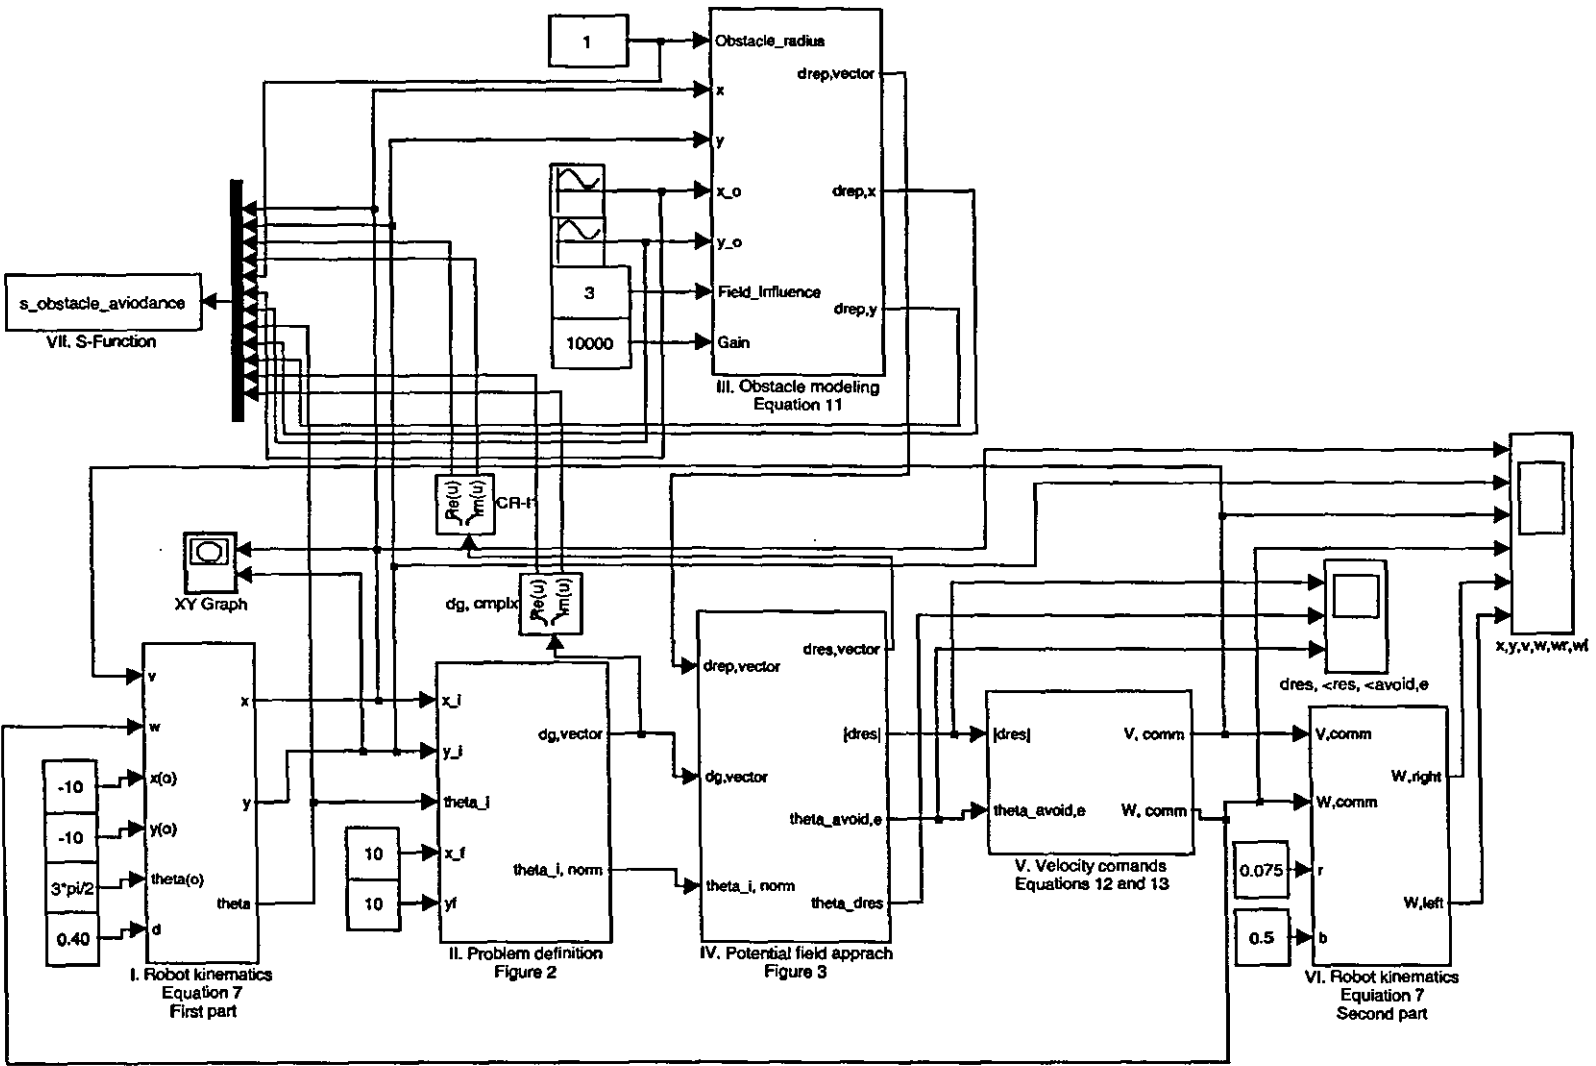 1
Obstacle_radius
drep,vector
x
y
x_o
drep,x
y_o
3
Field_Influence
drep,y
10000
Gain
III. Obstacle modeling
Equation 11
s_obstacle_aviodance
VII. S-Function
Re(u)
Im(u)
XY Graph
dg, cmplx
Re(u)
Im(u)
x,y,v,w,wr,wl
dres, <res, <avoid,e
v
x
w
-10
x(o)
y
-10
y(o)
3*pi/2
theta(o)
theta
0.40
d
I. Robot kinematics
Equation 7
First part
x_i
dg,vector
y_i
theta_i
10
x_f
theta_i, norm
10
yf
II. Problem definition
Figure 2
drep,vector
dres,vector
|dres|
dg,vector
theta_avoid,e
theta_i, norm
theta_dres
IV. Potential field apprach
Figure 3
|dres|
V, comm
theta_avoid,e
W, comm
V. Velocity comands
Equations 12 and 13
V,comm
W,right
W,comm
0.075
r
W,left
0.5
b
VI. Robot kinematics
Equiation 7
Second part